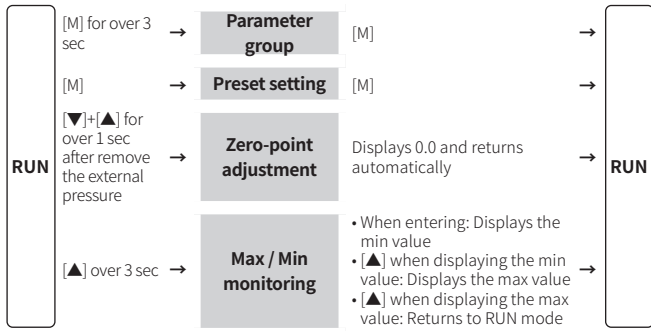 RUN
[M] for over 3
sec
→
Parameter
group
[M]
→
[M]
→
Preset setting
[M]
→
[▼]+[▲] for
over 1 sec
after remove
the external
pressure
→
Zero-point
adjustment
Displays 0.0 and returns
automatically
→
[▲] over 3 sec
→
Max / Min
monitoring
• When entering: Displays the
min value
• [▲] when displaying the min
value: Displays the max value
• [▲] when displaying the max
value: Returns to RUN mode
→
RUN